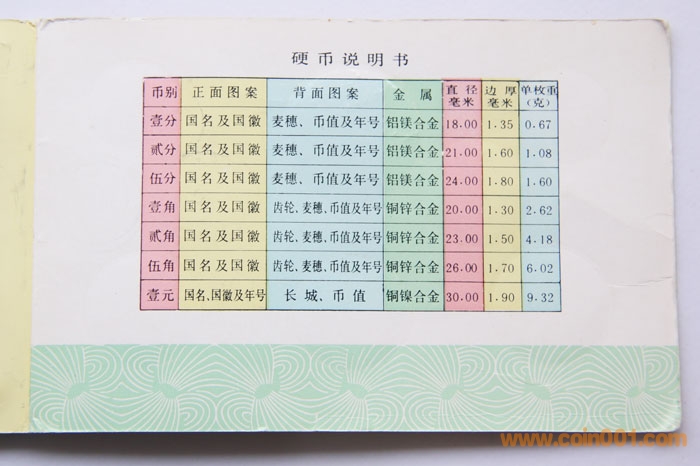 硬币说明书
币别 正面图案 背面图案 金属 直径毫米 边厚毫米 单枚重(克)
壹分 国名及国徽 麦穗、币值及年号 铝镁合金 18.00 1.35 0.67
贰分 国名及国徽 麦穗、币值及年号 铝镁合金 21.00 1.60 1.08
伍分 国名及国徽 麦穗、币值及年号 铝镁合金 24.00 1.80 1.60
壹角 国名及国徽 齿轮、麦穗、币值及年号 铜锌合金 20.00 1.30 2.62
贰角 国名及国徽 齿轮、麦穗、币值及年号 铜锌合金 23.00 1.50 4.18
伍角 国名及国徽 齿轮、麦穗、币值及年号 铜锌合金 26.00 1.70 6.02
壹元 国名、国徽及年号 长城、币值 铜镍合金 30.00 1.90 9.32
www.coin001.com